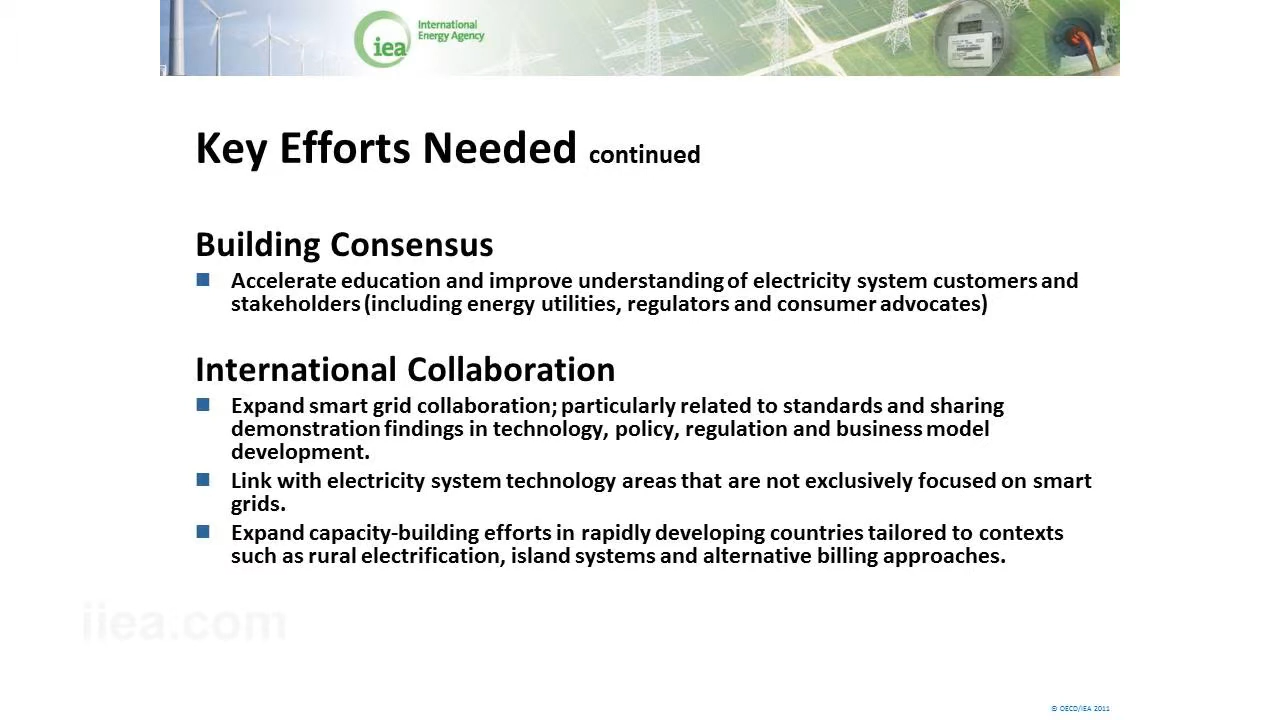 iea
International
Energy Agency
Key Efforts Needed continued
Building Consensus
Accelerate education and improve understanding of electricity system customers and
stakeholders (including energy utilities, regulators and consumer advocates)
International Collaboration
Expand smart grid collaboration; particularly related to standards and sharing
demonstration findings in technology, policy, regulation and business model
development.
Link with electricity system technology areas that are not exclusively focused on smart
grids.
Expand capacity-building efforts in rapidly developing countries tailored to contexts
such as rural electrification, island systems and alternative billing approaches.
iiea.com
© OECD/IEA 2011